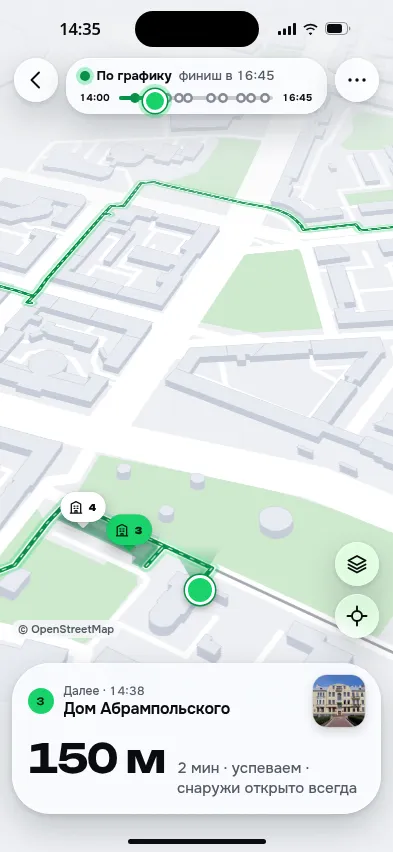 14:35
По графику финиш в 16:45
14:00 16:45
4
3
© OpenStreetMap
3
Далее · 14:38
Дом Абрампольского
150 м
2 мин · успеваем ·
снаружи открыто всегда